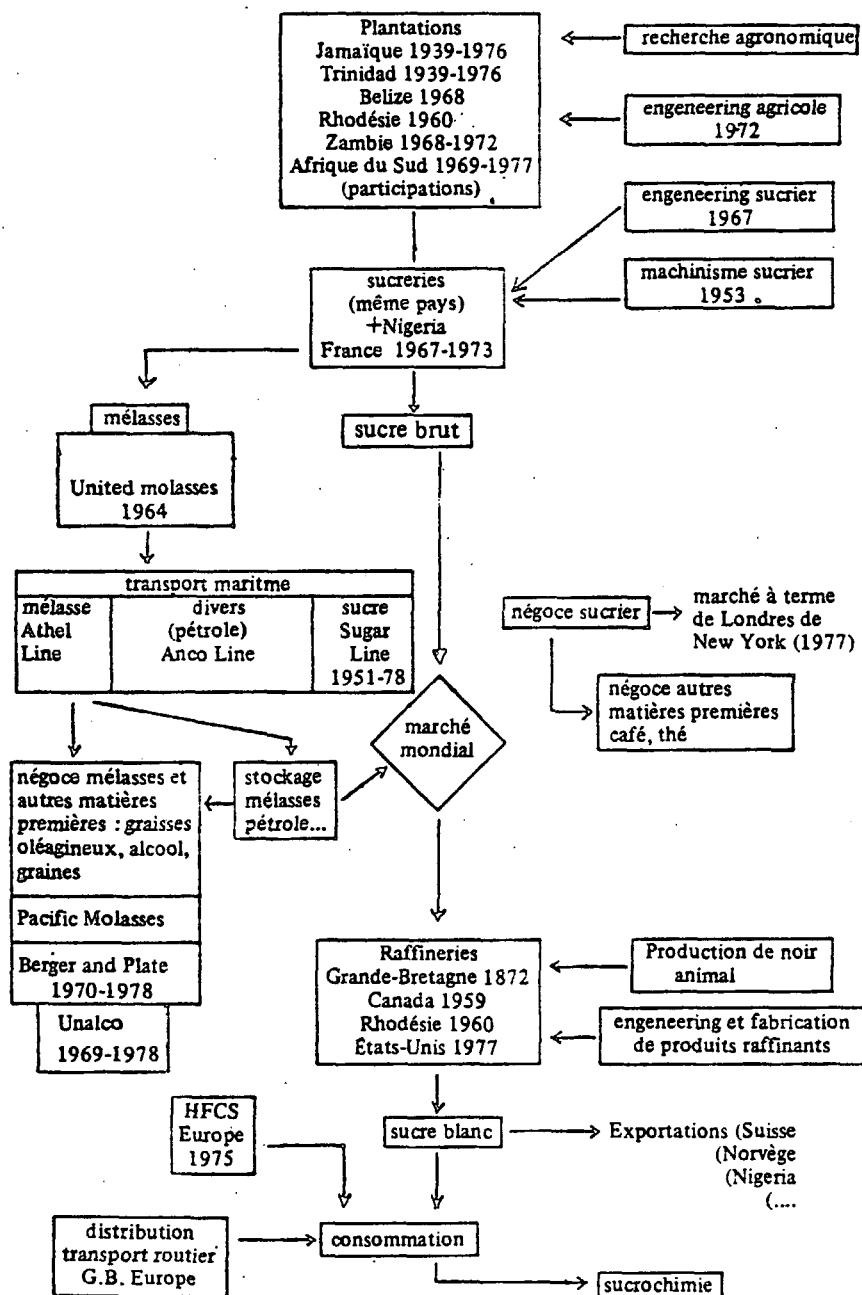 Plantations
Jamaïque 1939-1976
Trinidad 1939-1976
Belize 1968
Rhodésie 1960
Zambie 1968-1972
Afrique du Sud 1969-1977
(participations)
recherche agronomique
engeneering agricole
1972
engeneering sucrier
1967
machinisme sucrier
1953
sucreries
(même pays)
+Nigeria
France 1967-1973
mélasses
United molasses
1964
sucre brut
transport maritme
mélasse
Athel
Line
divers
(pétrole)
Anco Line
sucre
Sugar
Line
1951-78
négoce sucrier
marché à terme
de Londres de
New York (1977)
négoce autres
matières premières
café, thé
marché
mondial
négoce mélasses et
autres matières
premières : graisses
oléagineux, alcool,
graines
stockage
mélasses
pétrole...
Pacific Molasses
Berger and Plate
1970-1978
Unalco
1969-1978
Raffineries
Grande-Bretagne 1872
Canada 1959
Rhodésie 1960
États-Unis 1977
Production de noir
animal
engeneering et fabrication
de produits raffinants
HFCS
Europe
1975
sucre blanc
Exportations (Suisse
(Norvège
(Nigeria
(....
distribution
transport routier
G.B. Europe
consommation
sucrochimie